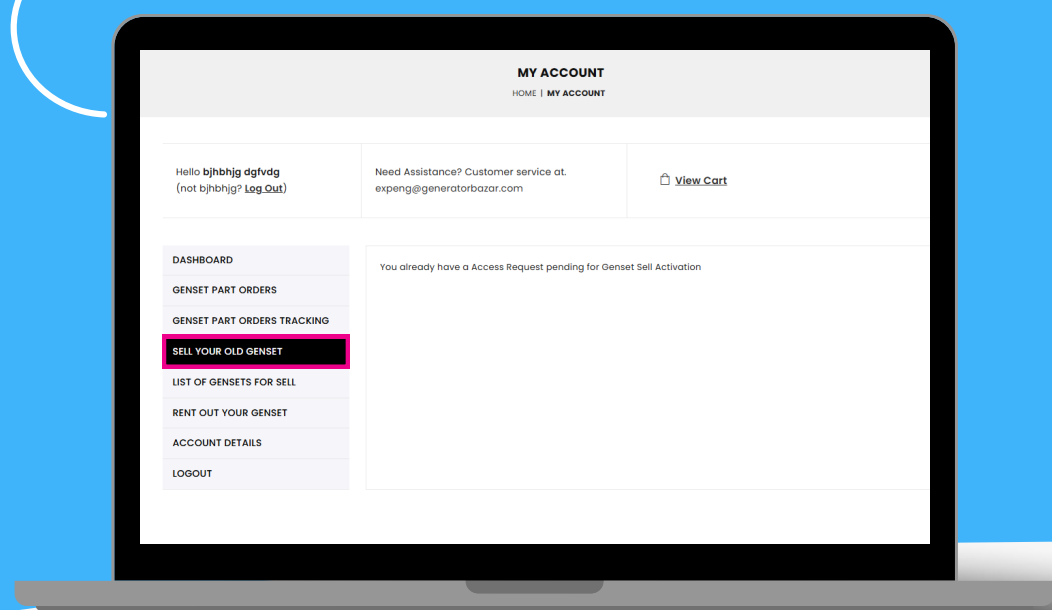 MY ACCOUNT
HOME | MY ACCOUNT
Hello bjhbhjg dgfvdg
(not bjhbhjg? Log Out)
Need Assistance? Customer service at.
expeng@generatorbazar.com
View Cart
DASHBOARD
GENSET PART ORDERS
GENSET PART ORDERS TRACKING
SELL YOUR OLD GENSET
LIST OF GENSETS FOR SELL
RENT OUT YOUR GENSET
ACCOUNT DETAILS
LOGOUT
You already have a Access Request pending for Genset Sell Activation